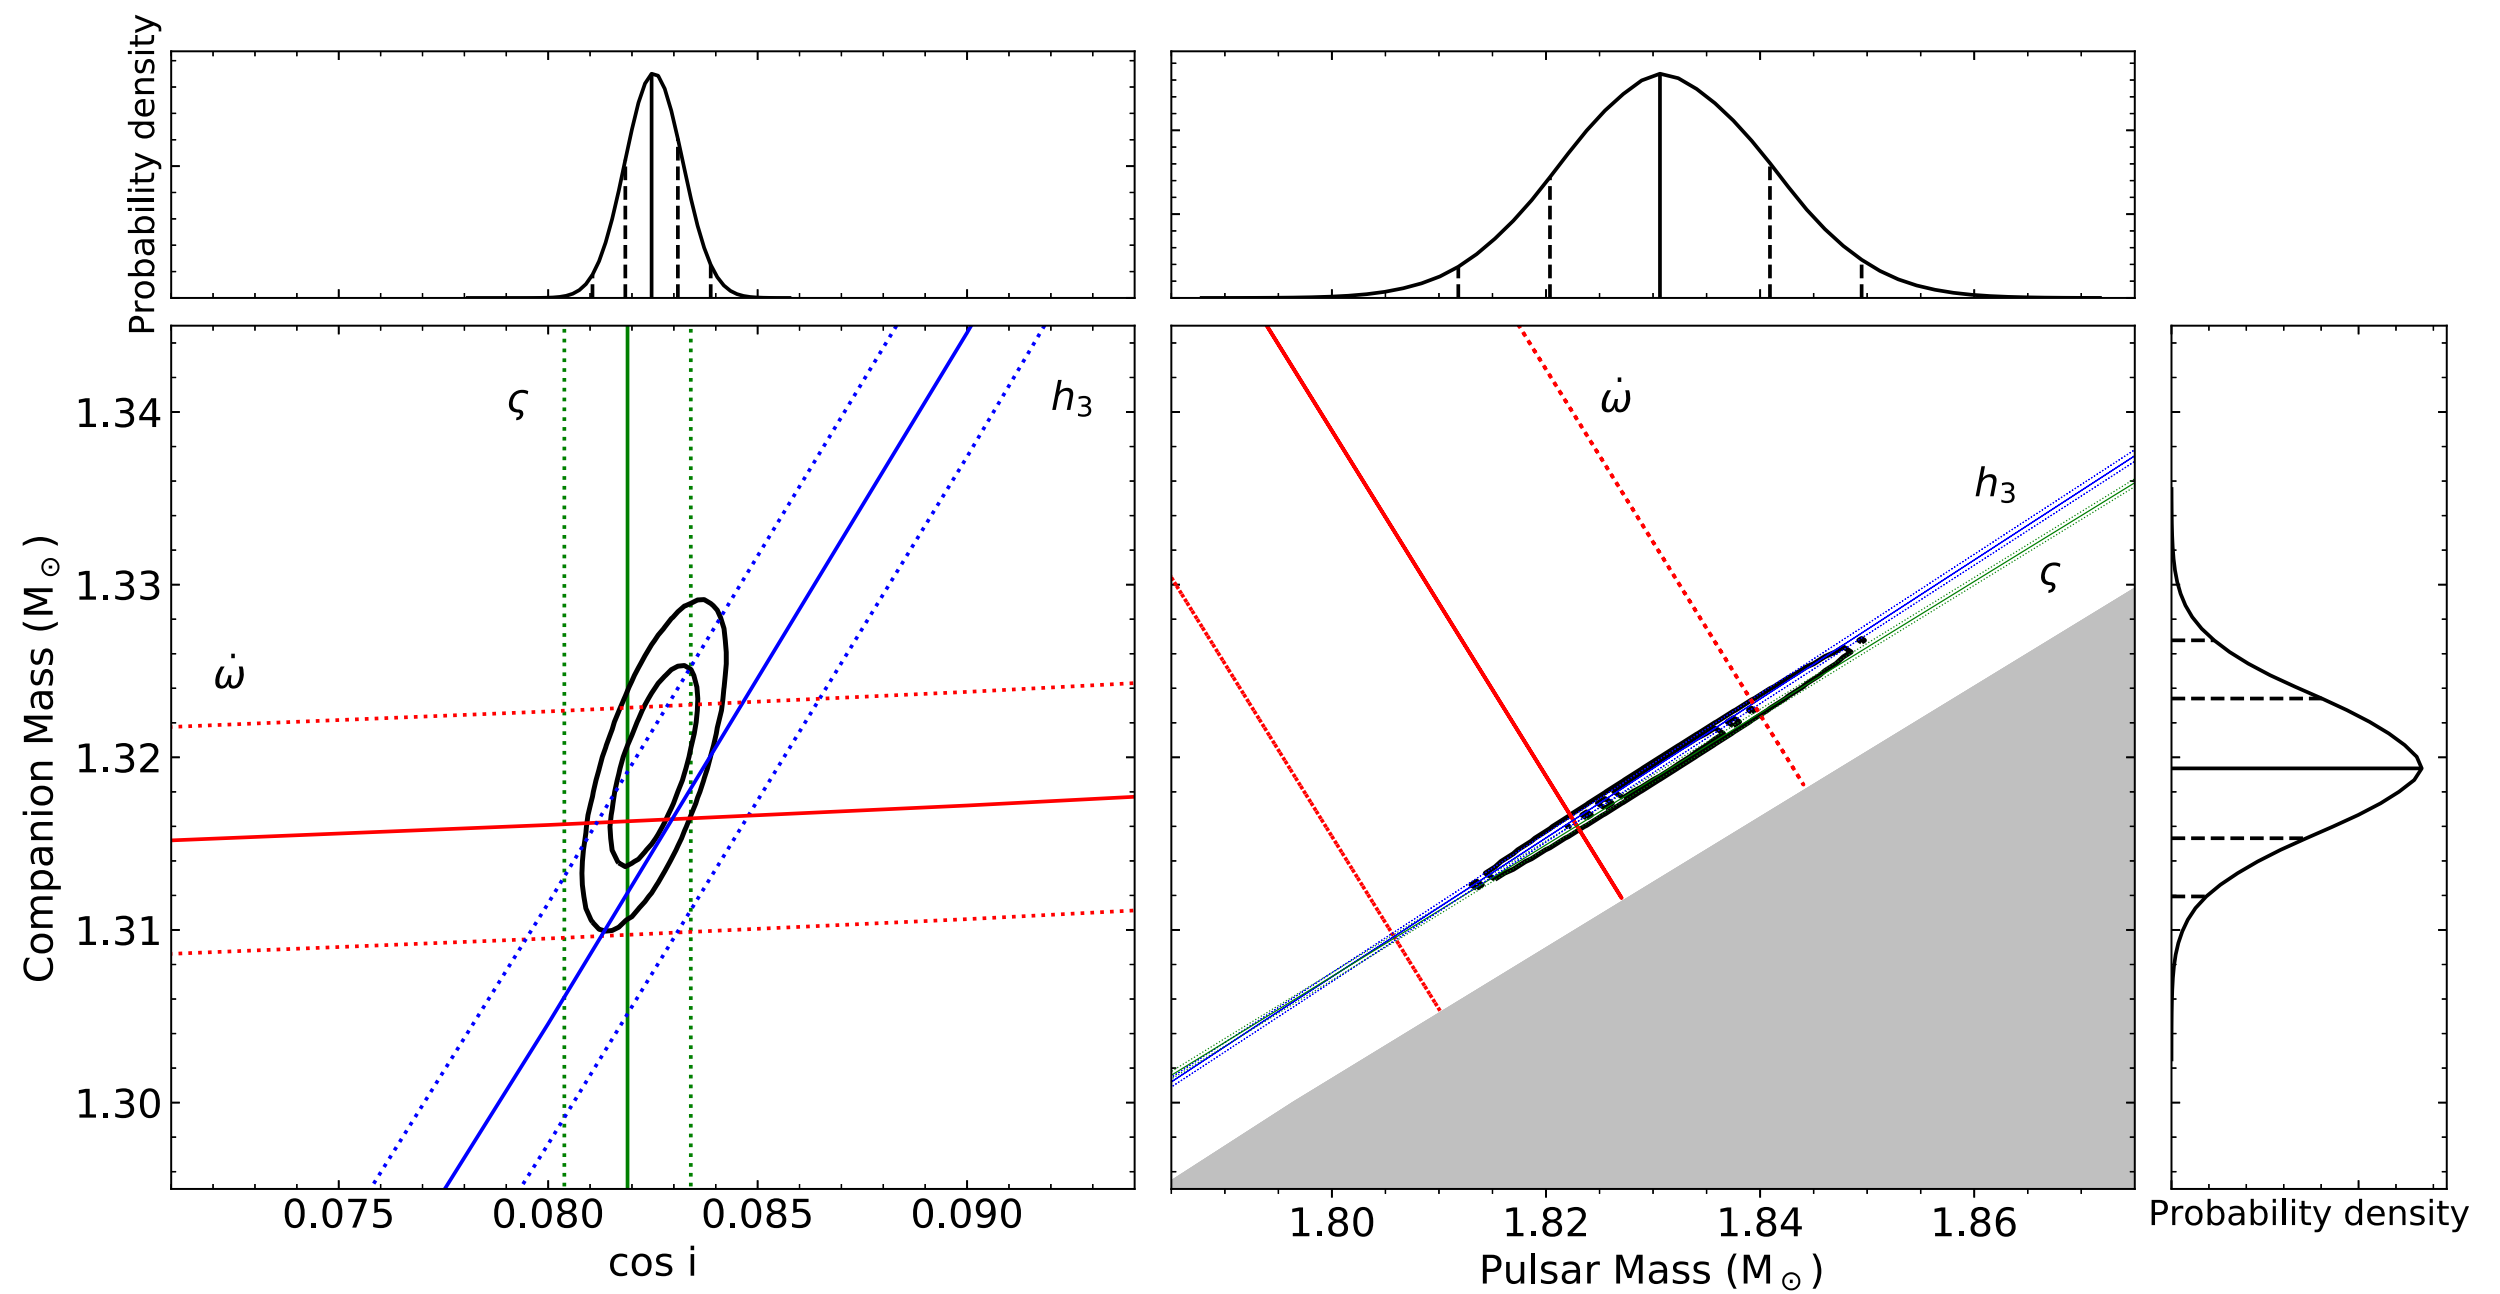 Probability density
ς
h₃
ω̇
ω̇
h₃
ς
Companion Mass (M☉)
1.34
1.33
1.32
1.31
1.30
0.075 0.080 0.085 0.090
cos i
1.80 1.82 1.84 1.86
Pulsar Mass (M☉)
Probability density